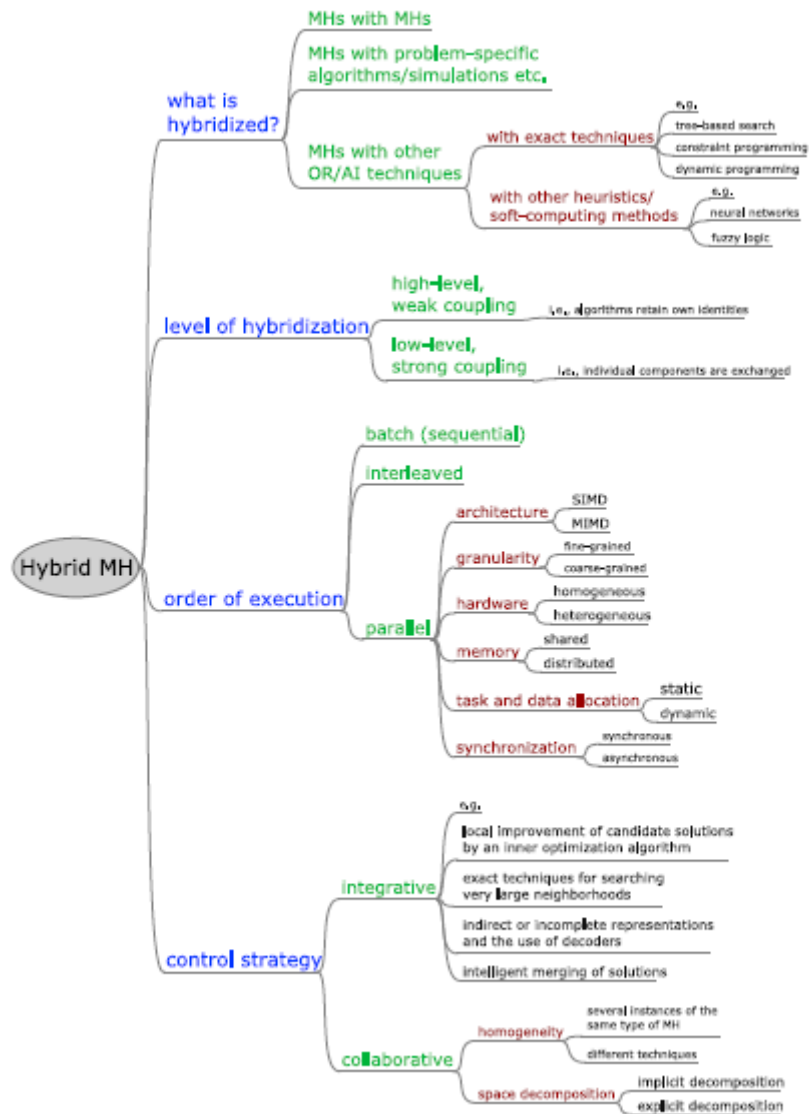 MHs with MHs
MHs with problem-specific
algorithms/simulations etc.
what is
hybridized?
MHs with other
OR/AI techniques
with exact techniques
e.g.
tree-based search
constraint programming
dynamic programming
with other heuristics/
soft-computing methods
e.g.
neural networks
fuzzy logic
high-level,
weak coupling
i.e., algorithms retain own identities
level of hybridization
low-level,
strong coupling
i.e., individual components are exchanged
batch (sequential)
interleaved
Hybrid MH
order of execution
parallel
architecture
SIMD
MIMD
granularity
fine-grained
coarse-grained
hardware
homogeneous
heterogeneous
memory
shared
distributed
task and data allocation
static
dynamic
synchronization
synchronous
asynchronous
control strategy
integrative
e.g.
local improvement of candidate solutions
by an inner optimization algorithm
exact techniques for searching
very large neighborhoods
indirect or incomplete representations
and the use of decoders
intelligent merging of solutions
collaborative
homogeneity
several instances of the
same type of MH
different techniques
space decomposition
implicit decomposition
explicit decomposition